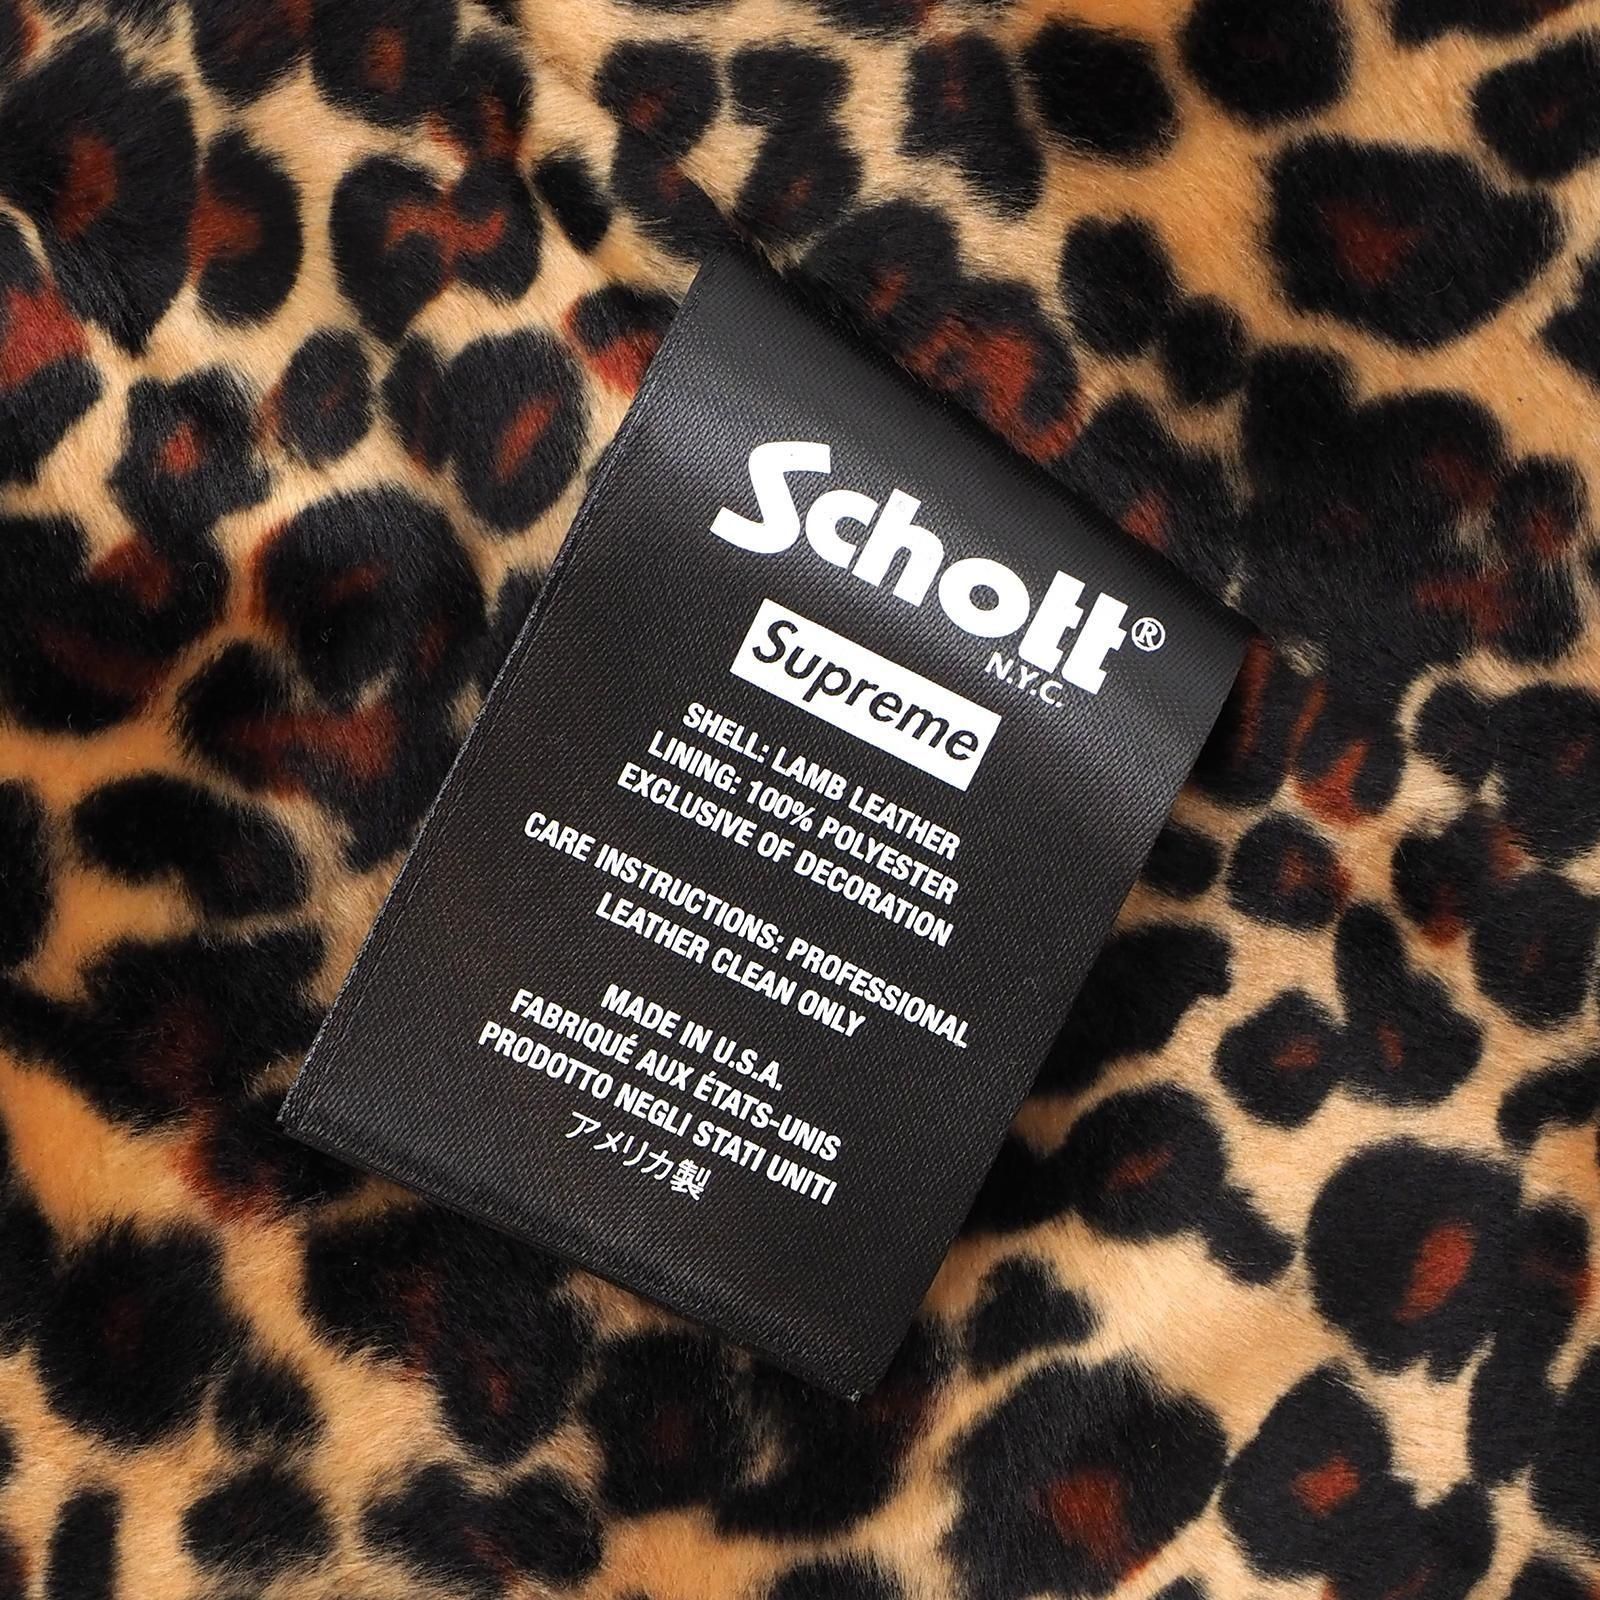 Schott®
N.Y.C.
Supreme
SHELL: LAMB LEATHER
LINING: 100% POLYESTER
EXCLUSIVE OF DECORATION
CARE INSTRUCTIONS: PROFESSIONAL
LEATHER CLEAN ONLY
MADE IN U.S.A.
FABRIQUÉ AUX ÉTATS-UNIS
PRODOTTO NEGLI STATI UNITI
アメリカ製